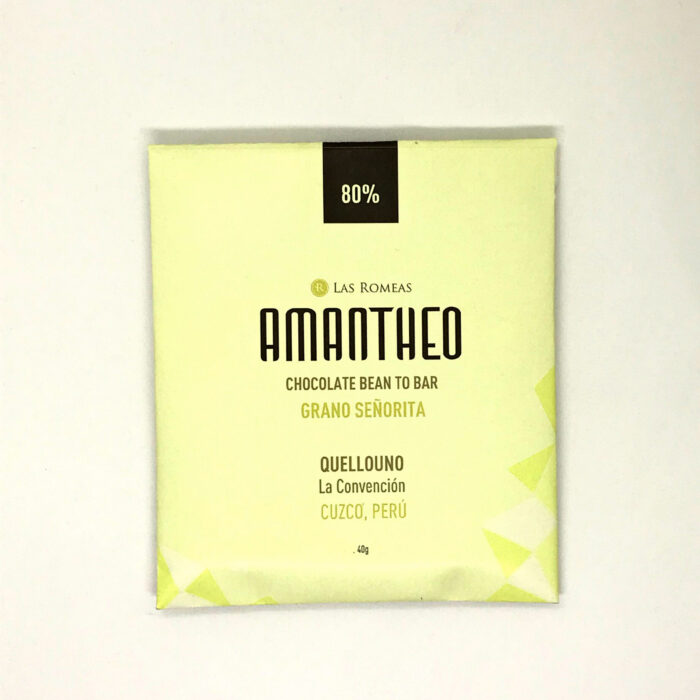 80%
R LAS ROMEAS
AMANTHEO
CHOCOLATE BEAN TO BAR
GRANO SEÑORITA
QUELLOUNO
La Convención
CUZCO, PERÚ
. 40g